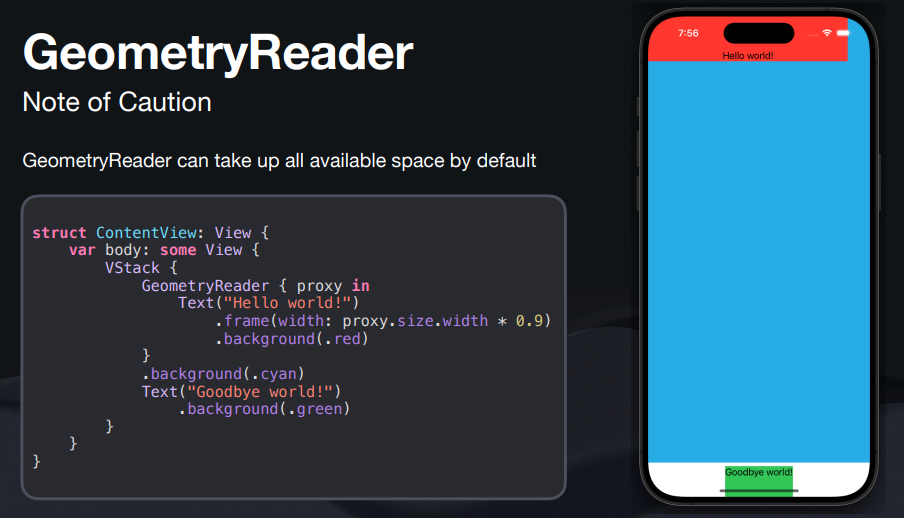 GeometryReader
Note of Caution
GeometryReader can take up all available space by default
struct ContentView: View {
    var body: some View {
        VStack {
            GeometryReader { proxy in
                Text("Hello world!")
                    .frame(width: proxy.size.width * 0.9)
                    .background(.red)
            }
            .background(.cyan)
            Text("Goodbye world!")
                .background(.green)
        }
    }
}
7:56
Hello world!
Goodbye world!